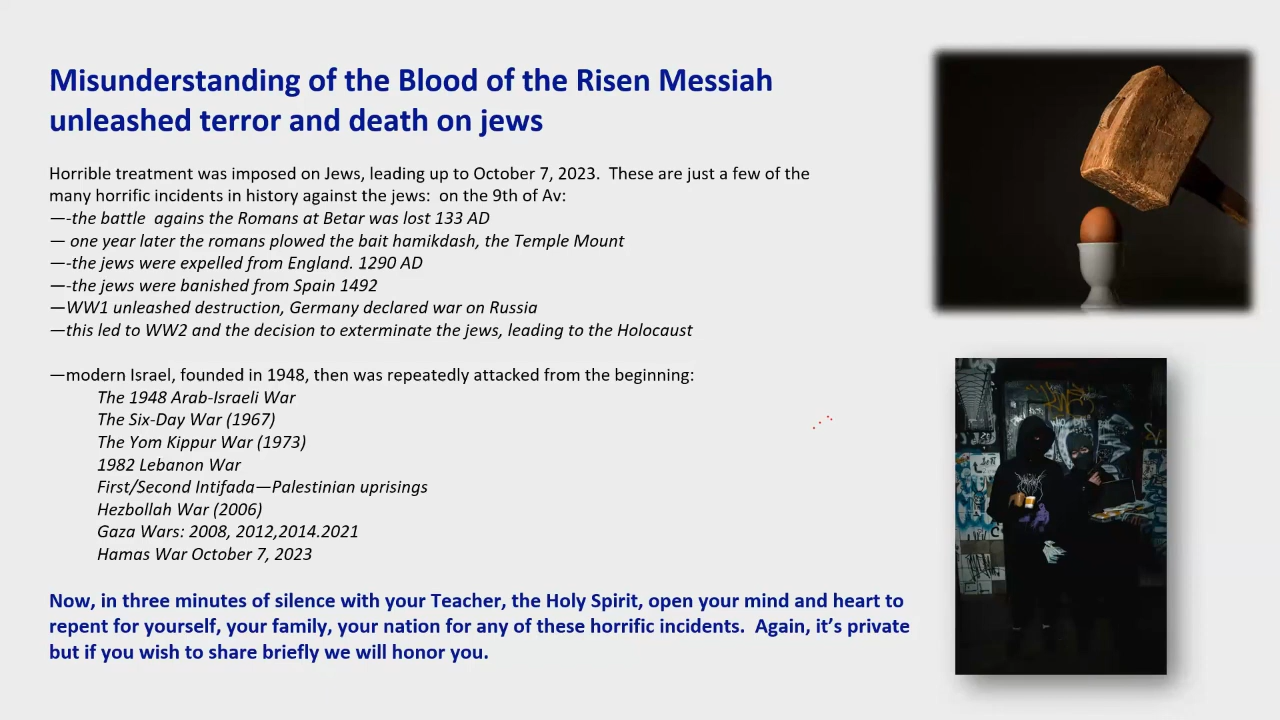 Misunderstanding of the Blood of the Risen Messiah
unleashed terror and death on jews
Horrible treatment was imposed on Jews, leading up to October 7, 2023.  These are just a few of the
many horrific incidents in history against the jews:  on the 9th of Av:
—-the battle  agains the Romans at Betar was lost 133 AD
— one year later the romans plowed the bait hamikdash, the Temple Mount
—-the jews were expelled from England. 1290 AD
—-the jews were banished from Spain 1492
—WW1 unleashed destruction, Germany declared war on Russia
—this led to WW2 and the decision to exterminate the jews, leading to the Holocaust
—modern Israel, founded in 1948, then was repeatedly attacked from the beginning:
The 1948 Arab-Israeli War
The Six-Day War (1967)
The Yom Kippur War (1973)
1982 Lebanon War
First/Second Intifada—Palestinian uprisings
Hezbollah War (2006)
Gaza Wars: 2008, 2012,2014.2021
Hamas War October 7, 2023
Now, in three minutes of silence with your Teacher, the Holy Spirit, open your mind and heart to
repent for yourself, your family, your nation for any of these horrific incidents.  Again, it’s private
but if you wish to share briefly we will honor you.